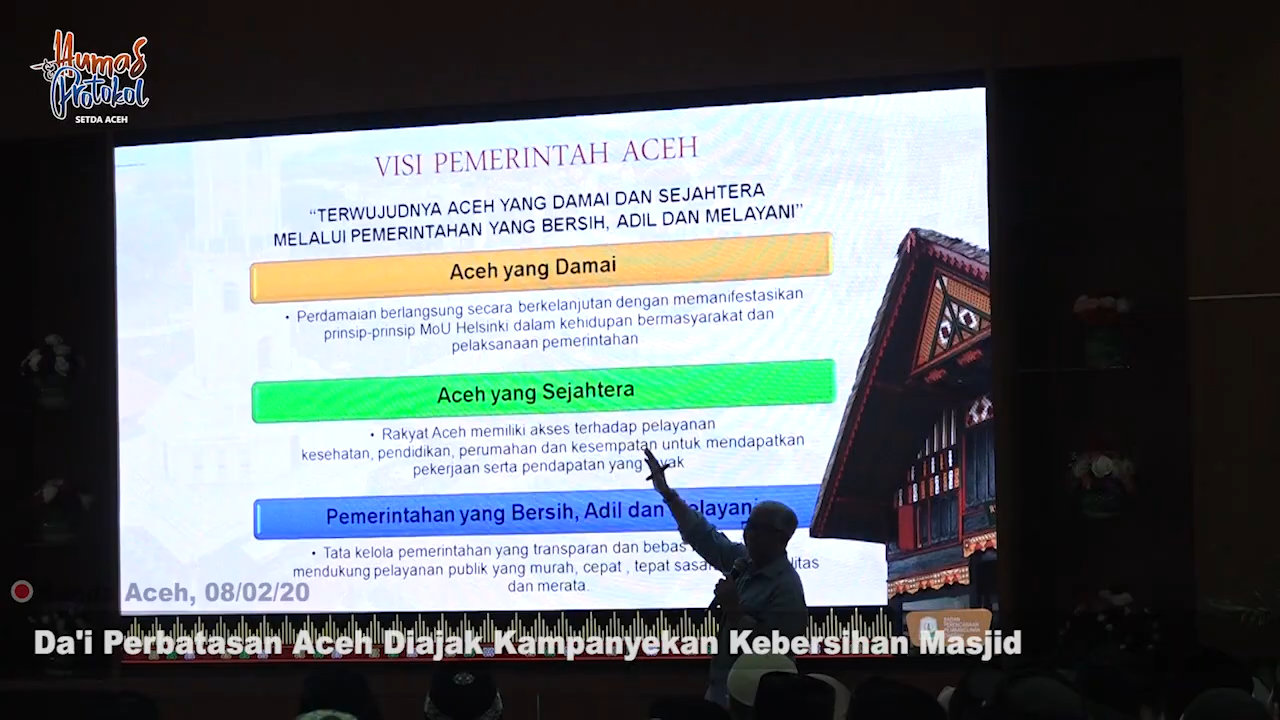 Humas
Protokol
SETDA ACEH
VISI PEMERINTAH ACEH
“TERWUJUDNYA ACEH YANG DAMAI DAN SEJAHTERA
MELALUI PEMERINTAHAN YANG BERSIH, ADIL DAN MELAYANI”
Aceh yang Damai
• Perdamaian berlangsung secara berkelanjutan dengan memanifestasikan
prinsip-prinsip MoU Helsinki dalam kehidupan bermasyarakat dan
pelaksanaan pemerintahan
Aceh yang Sejahtera
• Rakyat Aceh memiliki akses terhadap pelayanan
kesehatan, pendidikan, perumahan dan kesempatan untuk mendapatkan
pekerjaan serta pendapatan yang
Pemerintahan yang Bersih, Adil dan
• Tata kelola pemerintahan yang transparan dan bebas
mendukung pelayanan publik yang murah, cepat , tepat
dan merata.
Aceh, 08/02/20
Da'i Perbatasan Aceh Diajak Kampanyekan Kebersihan Masjid